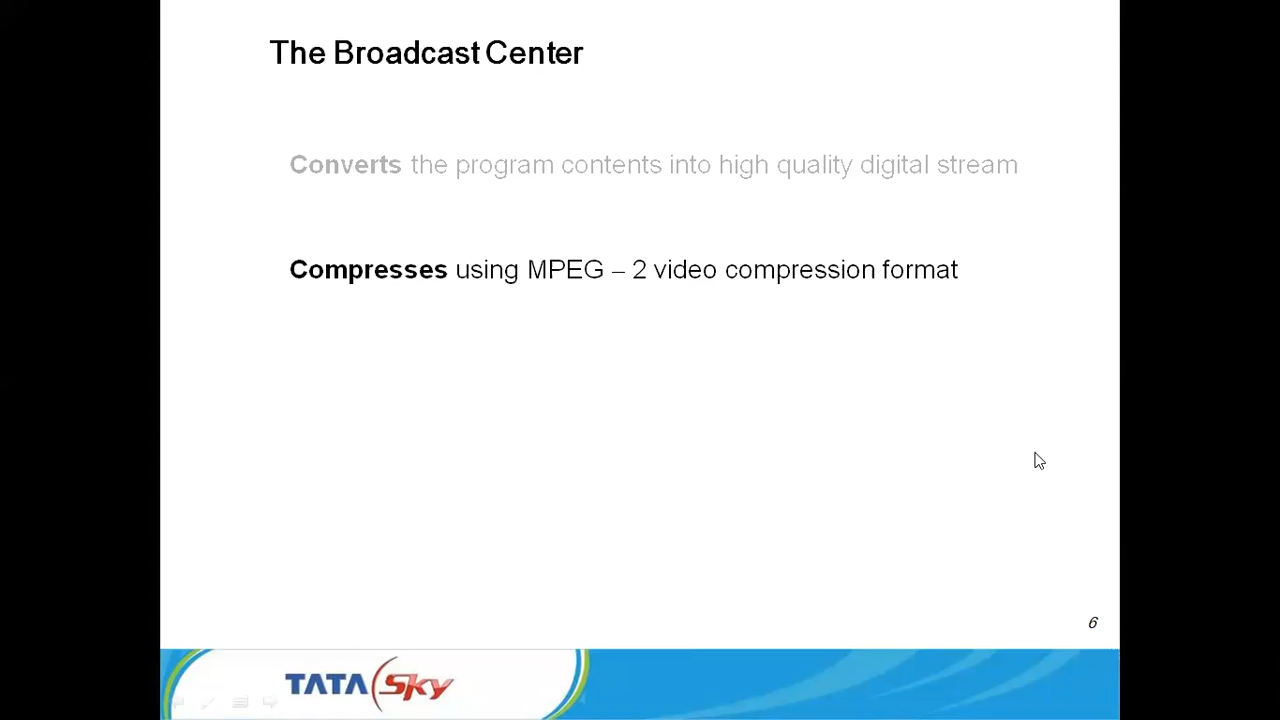 The Broadcast Center
Converts the program contents into high quality digital stream
Compresses using MPEG – 2 video compression format
6
TATA Sky